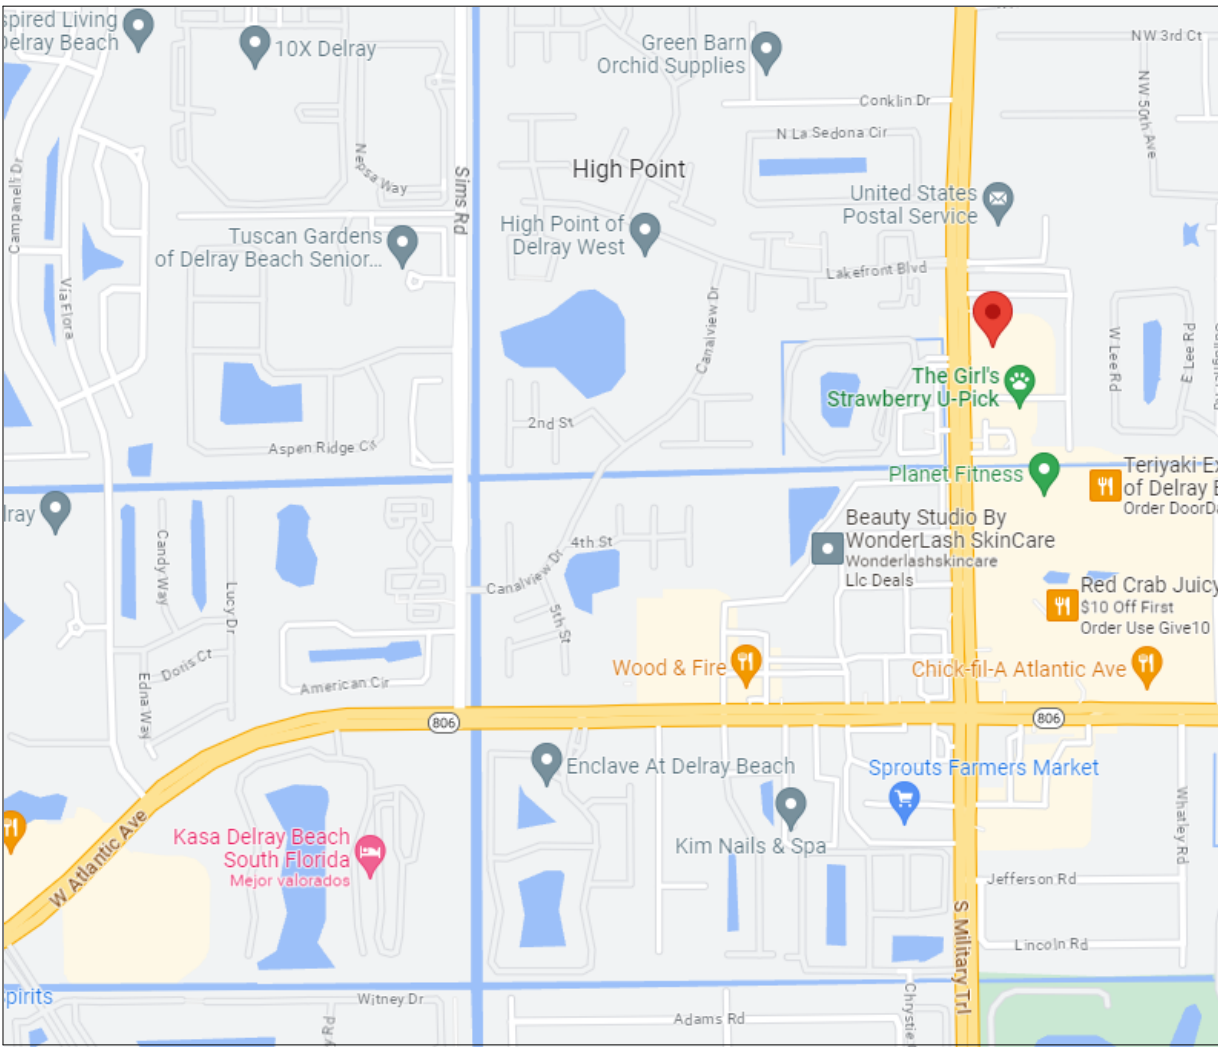 spired Living
Delray Beach
10X Delray
Green Barn
Orchid Supplies
NW 3rd Ct
Conklin Dr
N La Sedona Cir
NW 50th Ave
Campanelli Dr
Nepsa Way
Sims Rd
High Point
United States
Postal Service
High Point of
Delray West
Tuscan Gardens
of Delray Beach Senior...
Lakefront Blvd
Via Flora
Canalview Dr
W Lee Rd
E Lee Rd
The Girl's
Strawberry U-Pick
2nd St
Aspen Ridge Ct
Planet Fitness
Teriyaki Ex
of Delray B
Order DoorDa
lray
Beauty Studio By
WonderLash SkinCare
Wonderlashskincare
Llc Deals
4th St
Canalview Dr
5th St
Candy Way
Lucy Dr
Red Crab Juicy
$10 Off First
Order Use Give10
Doris Ct
Edna Way
American Cir
Wood & Fire
Chick-fil-A Atlantic Ave
806
806
Enclave At Delray Beach
Sprouts Farmers Market
Whatley Rd
W Atlantic Ave
Kasa Delray Beach
South Florida
Mejor valorados
Kim Nails & Spa
Jefferson Rd
S Military Trl
Lincoln Rd
pirits
Witney Dr
Adams Rd
Chrystie
y Rd